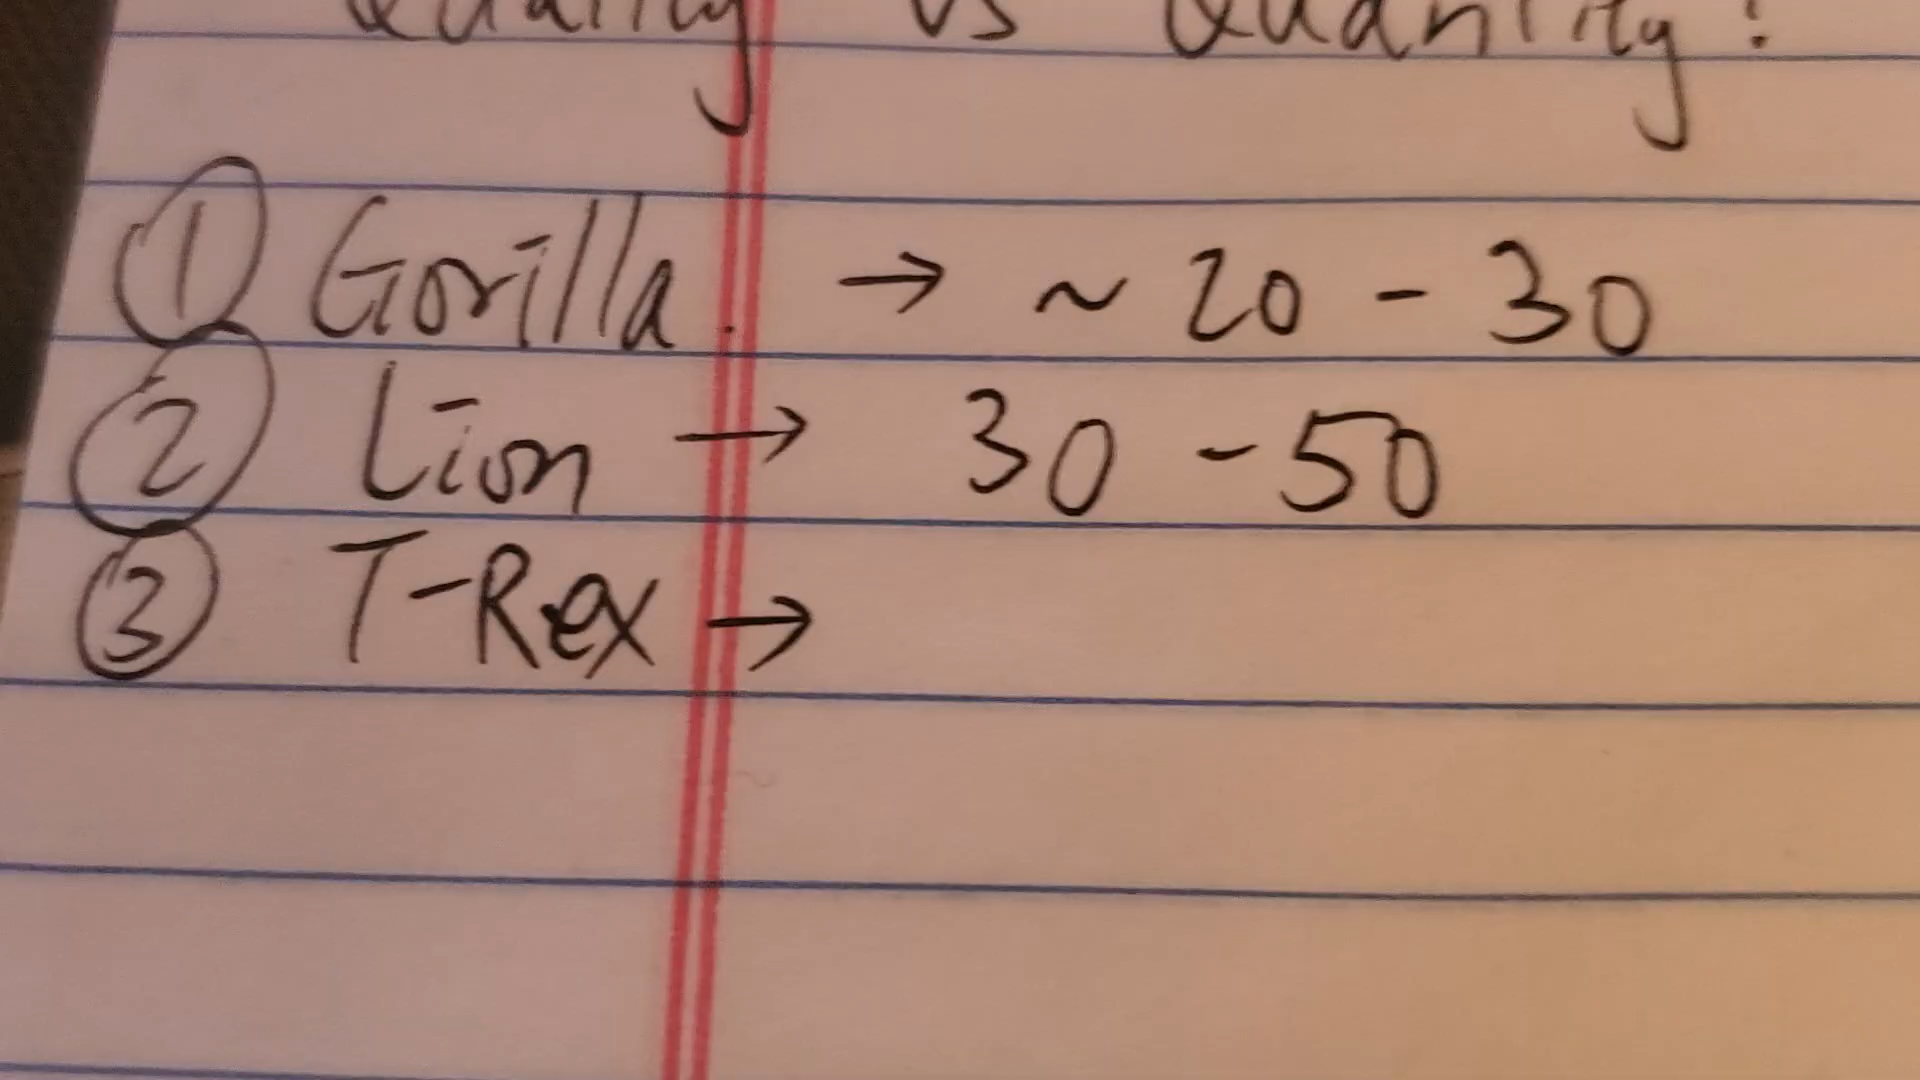 Quality vs Quantity!
① Gorilla. → ~ 20 - 30
② Lion → 30 - 50
③ T-Rex →